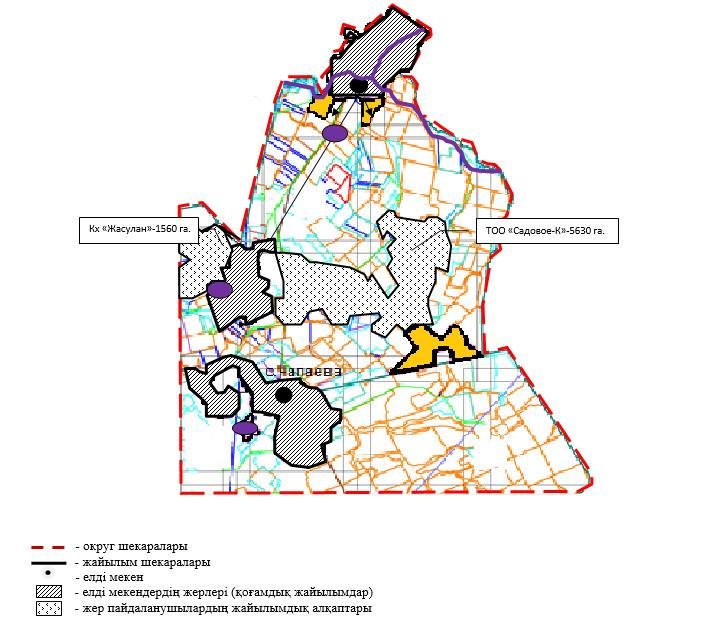 Кх «Жасулан»-1560 га.
ТОО «Садовое-К»-5630 га.
с.Чапаевка
- округ шекаралары
- жайылым шекаралары
- елді мекен
- елді мекендердің жерлері (қоғамдық жайылымдар)
- жер пайдаланушылардың жайылымдық алқаптары